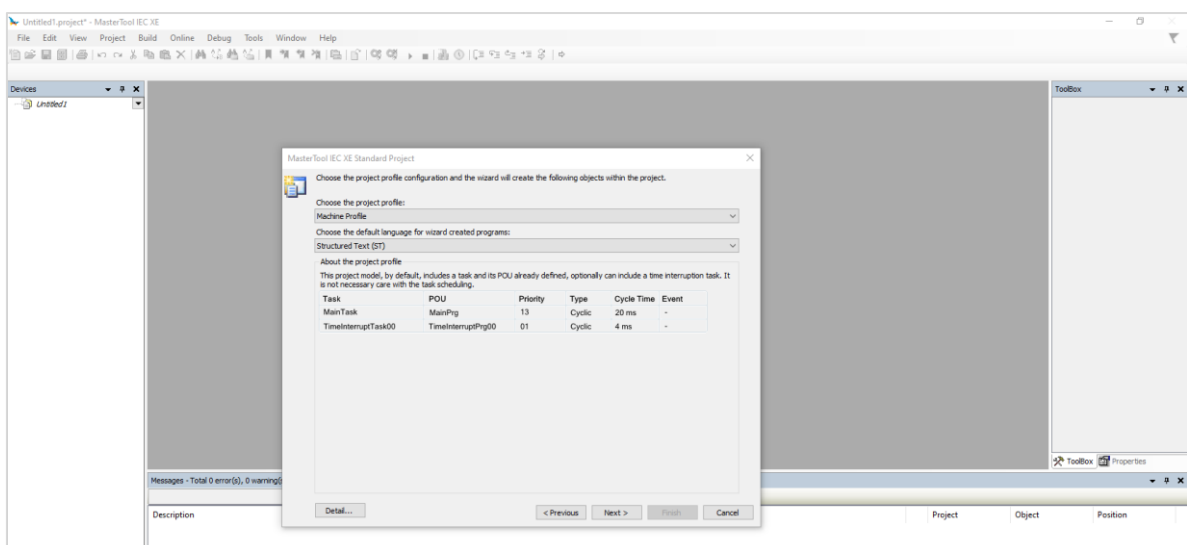 Untitled1.project* - MasterTool IEC XE
File Edit View Project Build Online Debug Tools Window Help
Devices
Untitled1
ToolBox
MasterTool IEC XE Standard Project
Choose the project profile configuration and the wizard will create the following objects within the project.
Choose the project profile:
Machine Profile
Choose the default language for wizard created programs:
Structured Text (ST)
About the project profile
This project model, by default, includes a task and its POU already defined, optionally can include a time interruption task. It
is not necessary care with the task scheduling.
Task POU Priority Type Cycle Time Event
MainTask MainPrg 13 Cyclic 20 ms -
TimeInterruptTask00 TimeInterruptPrg00 01 Cyclic 4 ms -
ToolBox Properties
Messages - Total 0 error(s), 0 warning(
Detail... < Previous Next > Finish Cancel
Description Project Object Position